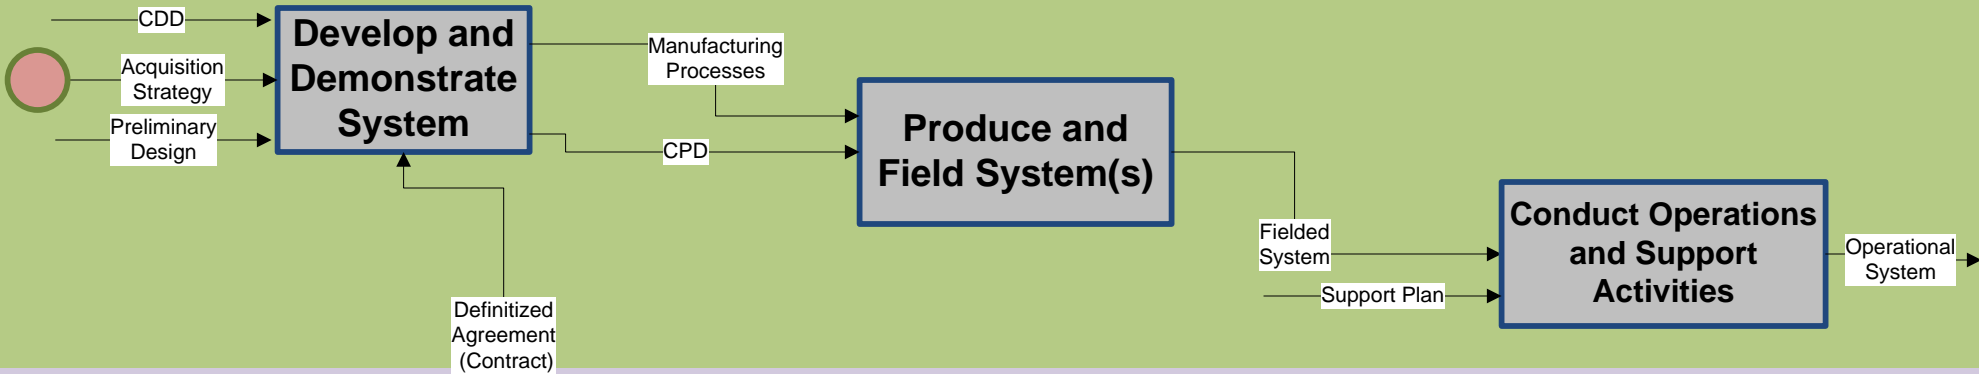 CDD
Acquisition
Strategy
Preliminary
Design
Develop and
Demonstrate
System
Manufacturing
Processes
CPD
Definitized
Agreement
(Contract)
Produce and
Field System(s)
Fielded
System
Support Plan
Conduct Operations
and Support
Activities
Operational
System